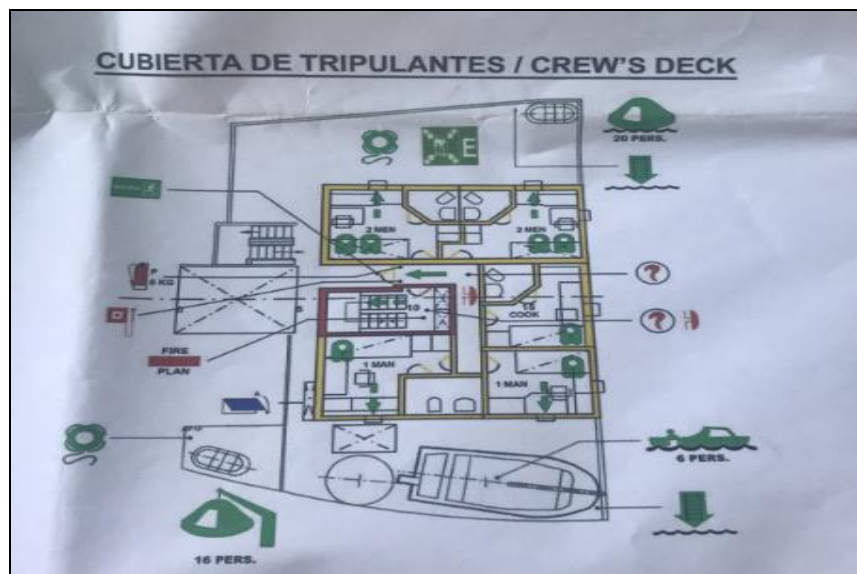 CUBIERTA DE TRIPULANTES / CREW'S DECK
20 PERS.
E
2 MEN
2 MEN
P
6 KG
10
15
COOK
FIRE
PLAN
1 MAN
1 MAN
6 PERS.
16 PERS.